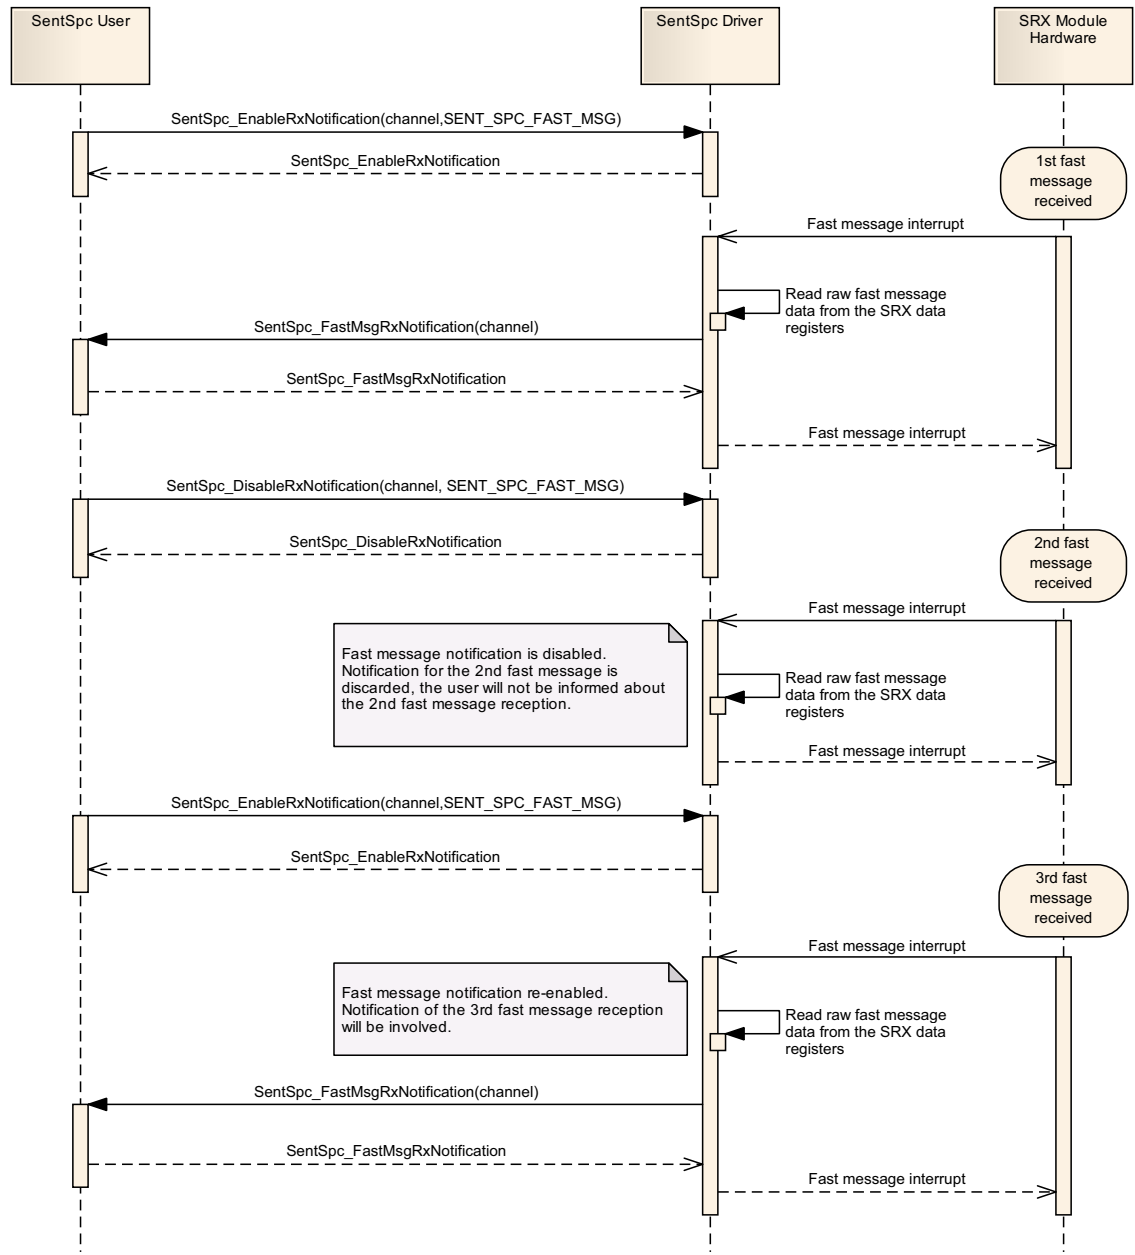 SentSpc User
SentSpc Driver
SRX Module
Hardware
SentSpc_EnableRxNotification(channel,SENT_SPC_FAST_MSG)
SentSpc_EnableRxNotification
1st fast
message
received
Fast message interrupt
Read raw fast message
data from the SRX data
registers
SentSpc_FastMsgRxNotification(channel)
SentSpc_FastMsgRxNotification
Fast message interrupt
SentSpc_DisableRxNotification(channel, SENT_SPC_FAST_MSG)
SentSpc_DisableRxNotification
2nd fast
message
received
Fast message interrupt
Fast message notification is disabled.
Notification for the 2nd fast message is
discarded, the user will not be informed about
the 2nd fast message reception.
Read raw fast message
data from the SRX data
registers
Fast message interrupt
SentSpc_EnableRxNotification(channel,SENT_SPC_FAST_MSG)
SentSpc_EnableRxNotification
3rd fast
message
received
Fast message interrupt
Fast message notification re-enabled.
Notification of the 3rd fast message reception
will be involved.
Read raw fast message
data from the SRX data
registers
SentSpc_FastMsgRxNotification(channel)
SentSpc_FastMsgRxNotification
Fast message interrupt